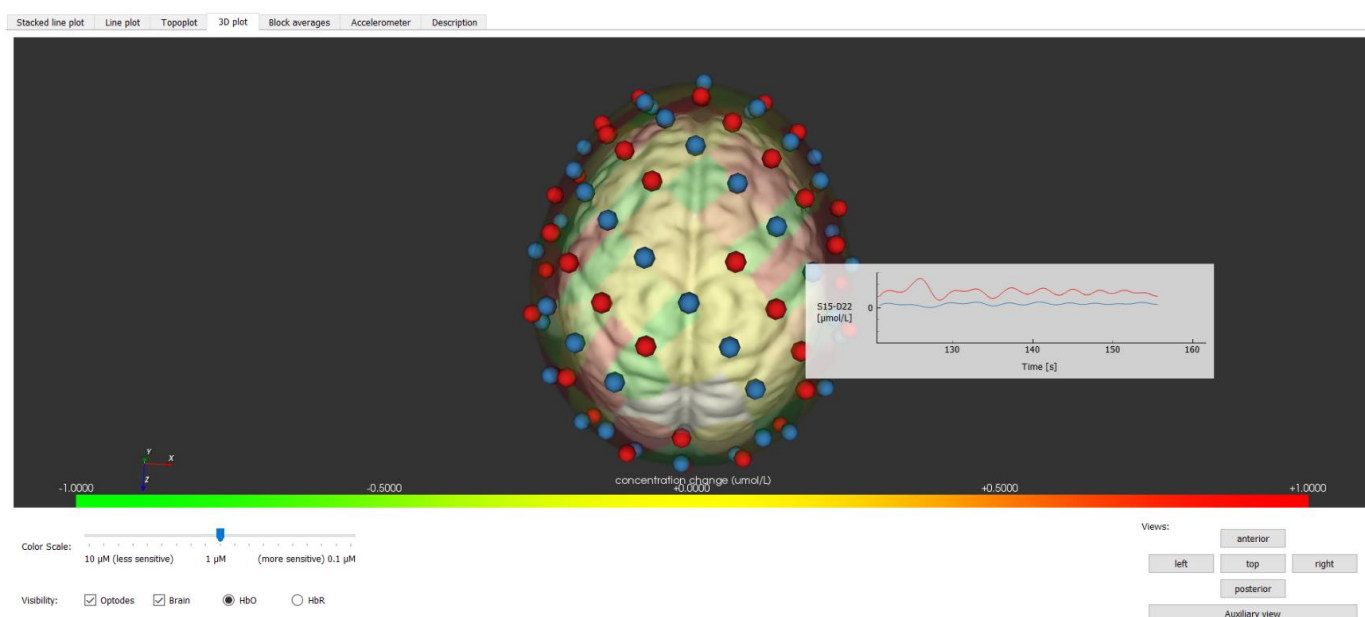 Stacked line plot Line plot Topoplot 3D plot Block averages Accelerometer Description
S15-D22
[µmol/L]
0
130 140 150 160
Time [s]
Y X
Z
concentration change (umol/L)
-1.0000 -0.5000 +0.0000 +0.5000 +1.0000
Color Scale:
10 µM (less sensitive) 1 µM (more sensitive) 0.1 µM
Visibility: Optodes Brain HbO HbR
Views:
anterior
left top right
posterior
Auxiliary view